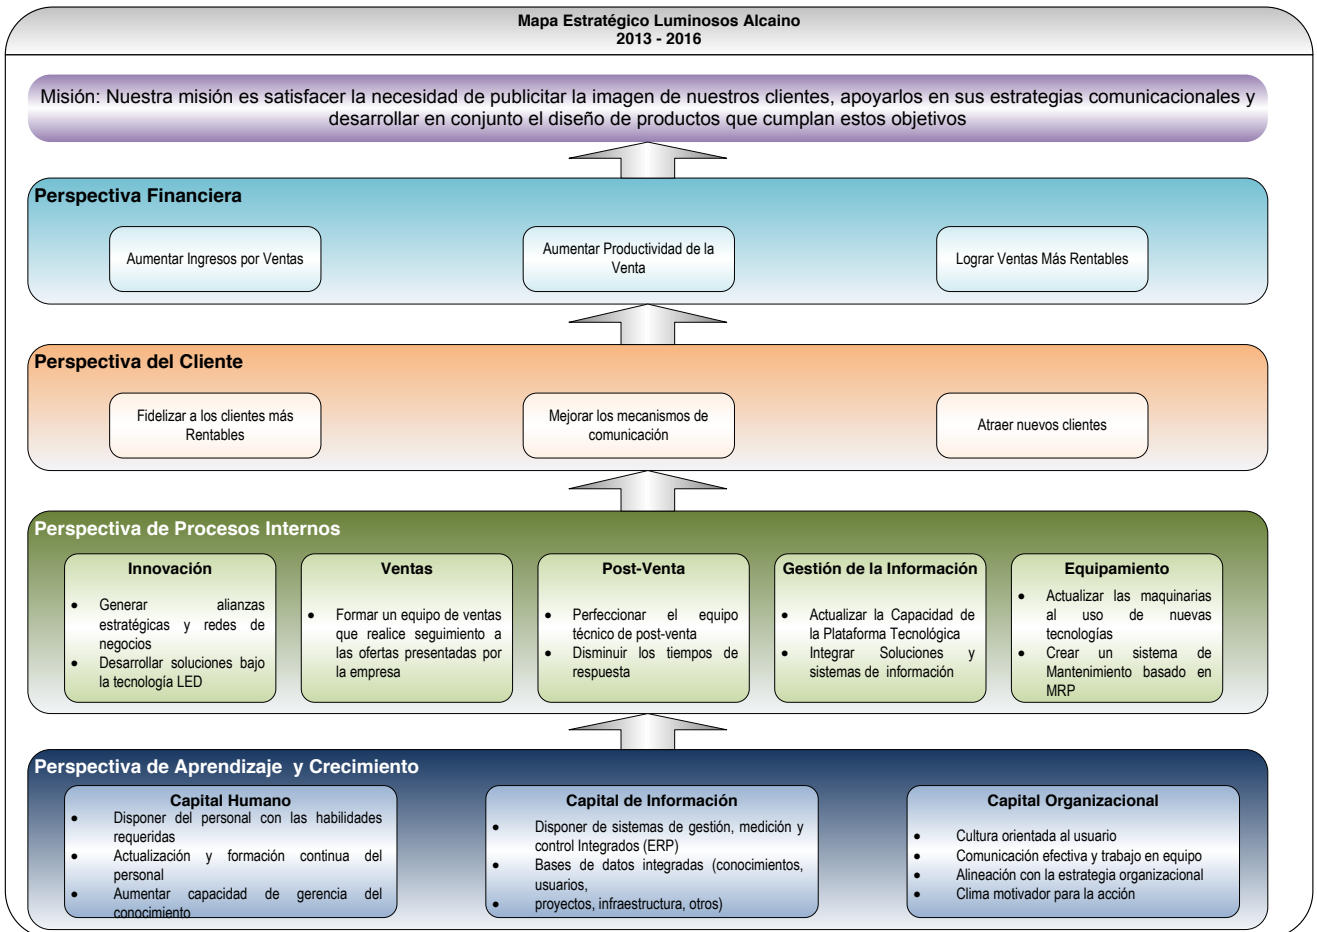 Mapa Estratégico Luminosos Alcaino
2013 - 2016
Misión: Nuestra misión es satisfacer la necesidad de publicitar la imagen de nuestros clientes, apoyarlos en sus estrategias comunicacionales y
desarrollar en conjunto el diseño de productos que cumplan estos objetivos
Perspectiva Financiera
Aumentar Ingresos por Ventas
Aumentar Productividad de la
Venta
Lograr Ventas Más Rentables
Perspectiva del Cliente
Fidelizar a los clientes más
Rentables
Mejorar los mecanismos de
comunicación
Atraer nuevos clientes
Perspectiva de Procesos Internos
Innovación
• Generar alianzas
estratégicas y redes de
negocios
• Desarrollar soluciones bajo
la tecnología LED
Ventas
• Formar un equipo de ventas
que realice seguimiento a
las ofertas presentadas por
la empresa
Post-Venta
• Perfeccionar el equipo
técnico de post-venta
• Disminuir los tiempos de
respuesta
Gestión de la Información
• Actualizar la Capacidad de
la Plataforma Tecnológica
• Integrar Soluciones y
sistemas de información
Equipamiento
• Actualizar las maquinarias
al uso de nuevas
tecnologías
• Crear un sistema de
Mantenimiento basado en
MRP
Perspectiva de Aprendizaje y Crecimiento
Capital Humano
• Disponer del personal con las habilidades
requeridas
• Actualización y formación continua del
personal
• Aumentar capacidad de gerencia del
conocimiento
Capital de Información
• Disponer de sistemas de gestión, medición y
control Integrados (ERP)
• Bases de datos integradas (conocimientos,
usuarios,
• proyectos, infraestructura, otros)
Capital Organizacional
• Cultura orientada al usuario
• Comunicación efectiva y trabajo en equipo
• Alineación con la estrategia organizacional
• Clima motivador para la acción